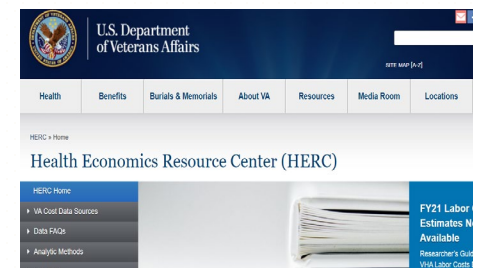 U.S. Department
of Veterans Affairs
SITE MAP [A-Z]
Health Benefits Burials & Memorials About VA Resources Media Room Locations
HERC » Home
Health Economics Resource Center (HERC)
HERC Home
VA Cost Data Sources
Data FAQs
Analytic Methods
FY21 Labor
Estimates
Available
Researcher's
VHA Labor Costs